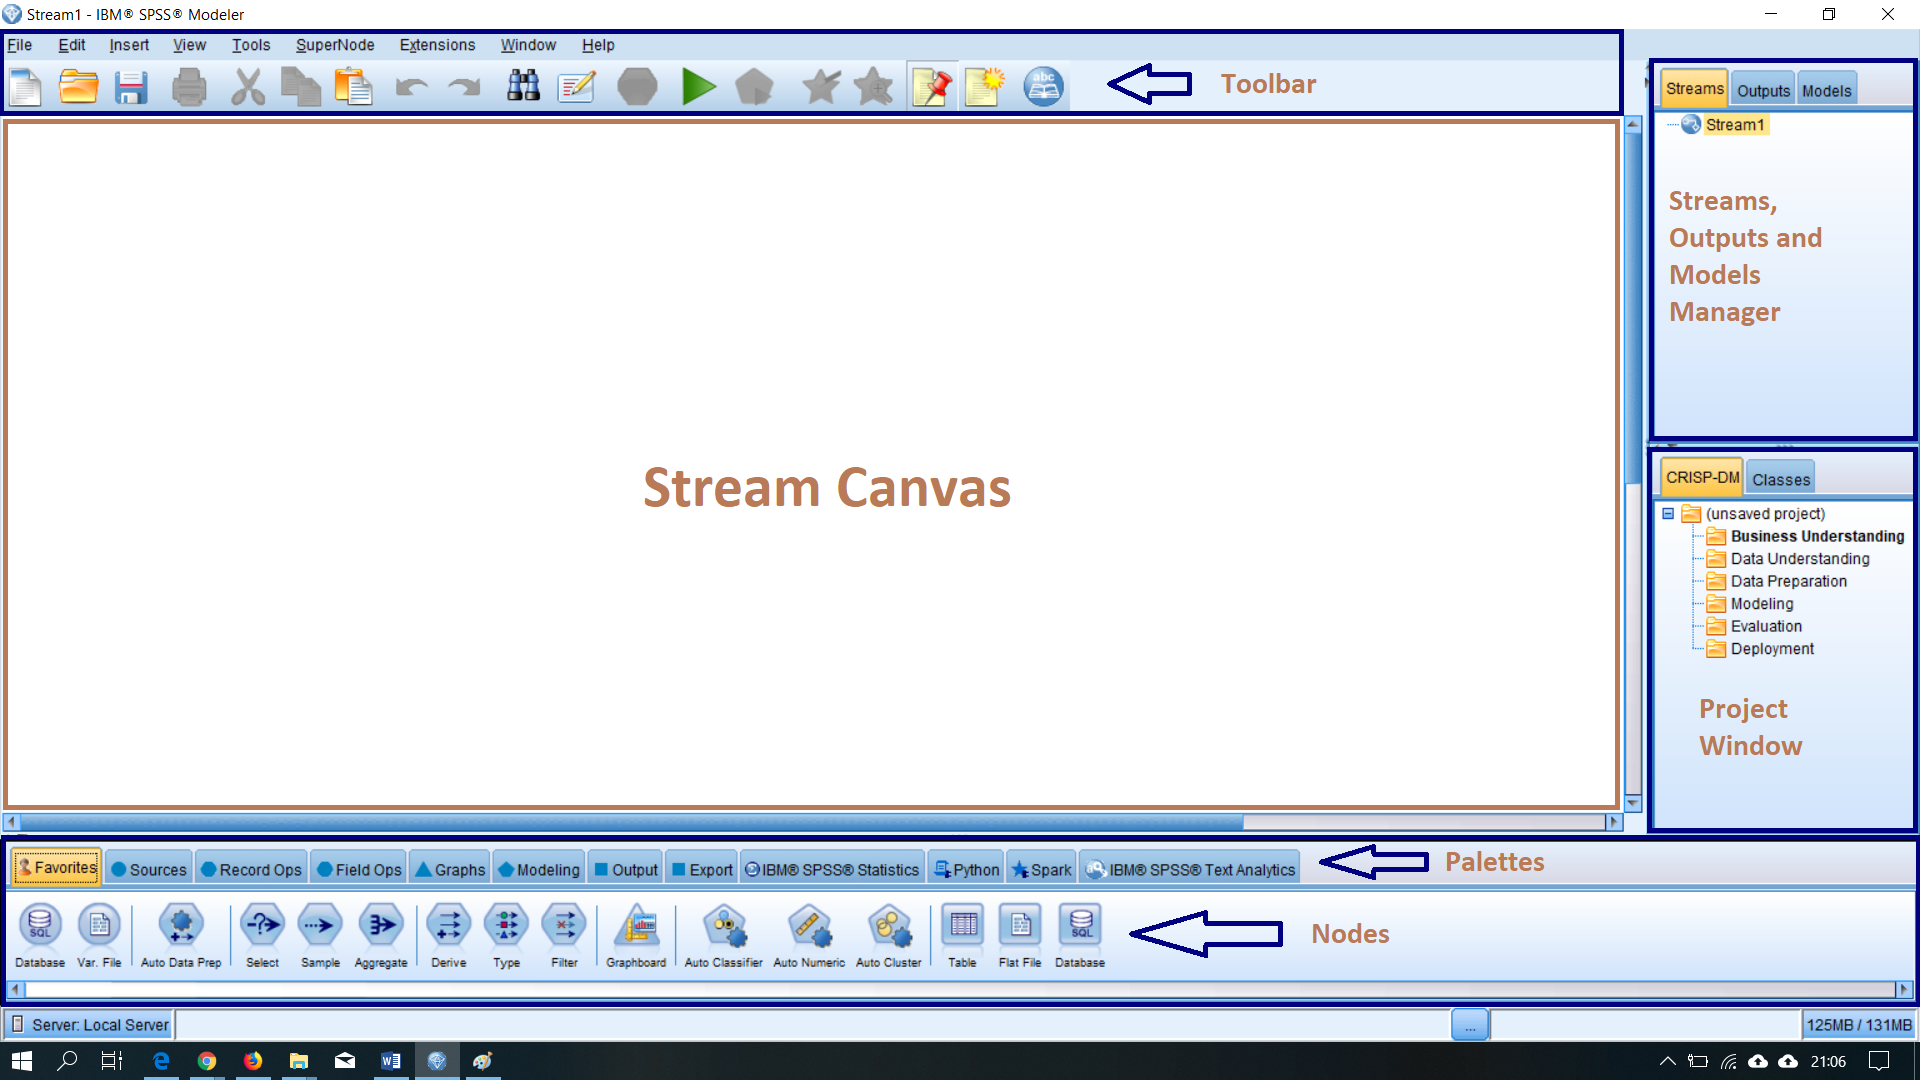 Stream1 - IBM® SPSS® Modeler
File Edit Insert View Tools SuperNode Extensions Window Help
abc
Toolbar
Streams Outputs Models
Stream1
Streams,
Outputs and
Models
Manager
Stream Canvas
CRISP-DM Classes
(unsaved project)
Business Understanding
Data Understanding
Data Preparation
Modeling
Evaluation
Deployment
Project
Window
Favorites Sources Record Ops Field Ops Graphs Modeling Output Export IBM® SPSS® Statistics Python Spark IBM® SPSS® Text Analytics
Palettes
SQL SQL
Nodes
Database Var. File Auto Data Prep Select Sample Aggregate Derive Type Filter Graphboard Auto Classifier Auto Numeric Auto Cluster Table Flat File Database
Server: Local Server ... 125MB / 131MB
21:06